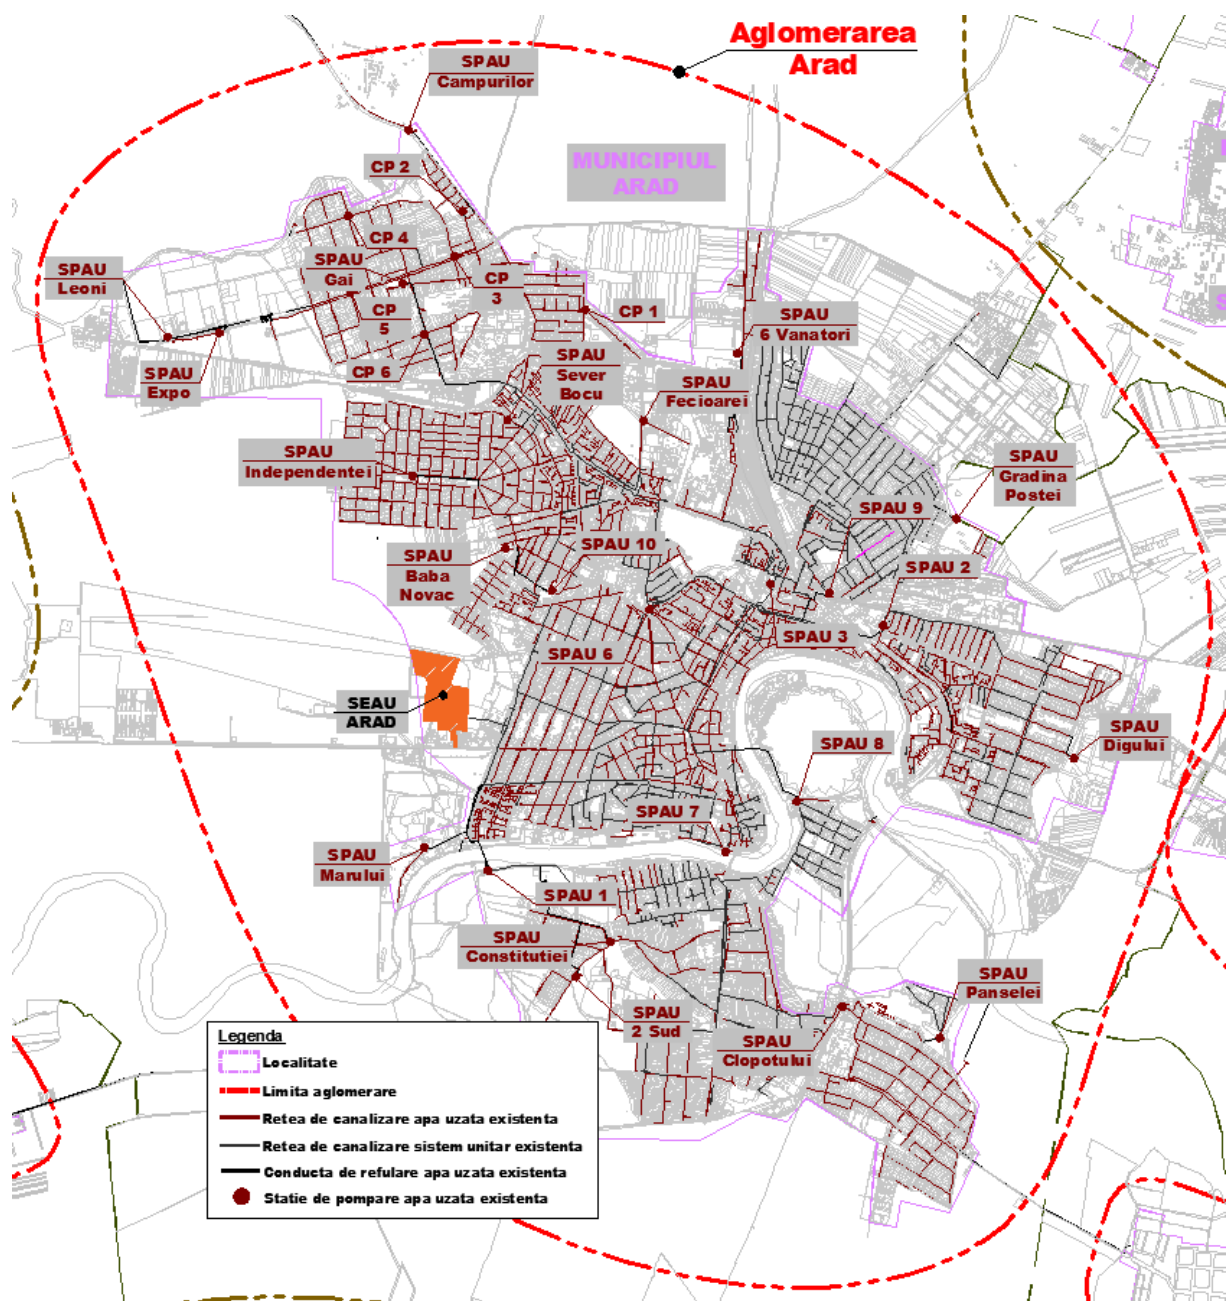 Aglomerarea
Arad
SPAU
Campurilor
MUNICIPIUL
ARAD
CP 2
CP 4
SPAU
Gai
SPAU
Leoni
CP
3
CP
5
CP 1
SPAU
6 Vanatori
SPAU
Expo
CP 6
SPAU
Sever
Bocu
SPAU
Fecioarei
SPAU
Independentei
SPAU
Gradina
Postei
SPAU 9
SPAU
Baba
Novac
SPAU 10
SPAU 2
SPAU 6
SPAU 3
SEAU
ARAD
SPAU
Digului
SPAU 8
SPAU 7
SPAU
Marului
SPAU 1
SPAU
Constitutiei
SPAU
Panselei
SPAU
2 Sud
SPAU
Clopotului
Legenda
Localitate
Limita aglomerare
Retea de canalizare apa uzata existenta
Retea de canalizare sistem unitar existenta
Conducta de refulare apa uzata existenta
Statie de pompare apa uzata existenta